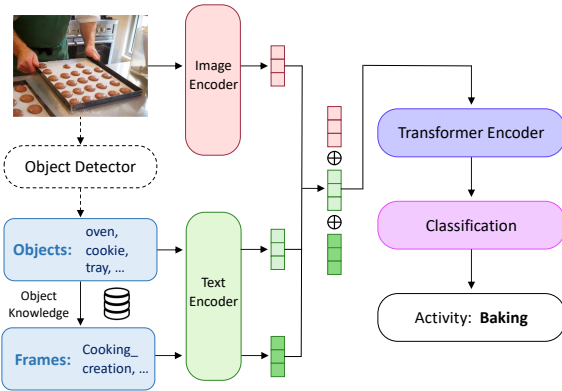 Image
Encoder
Transformer Encoder
Object Detector
Classification
Objects: oven,
cookie,
tray, ...
Text
Encoder
Object
Knowledge
Activity: Baking
Frames: Cooking_
creation, ...